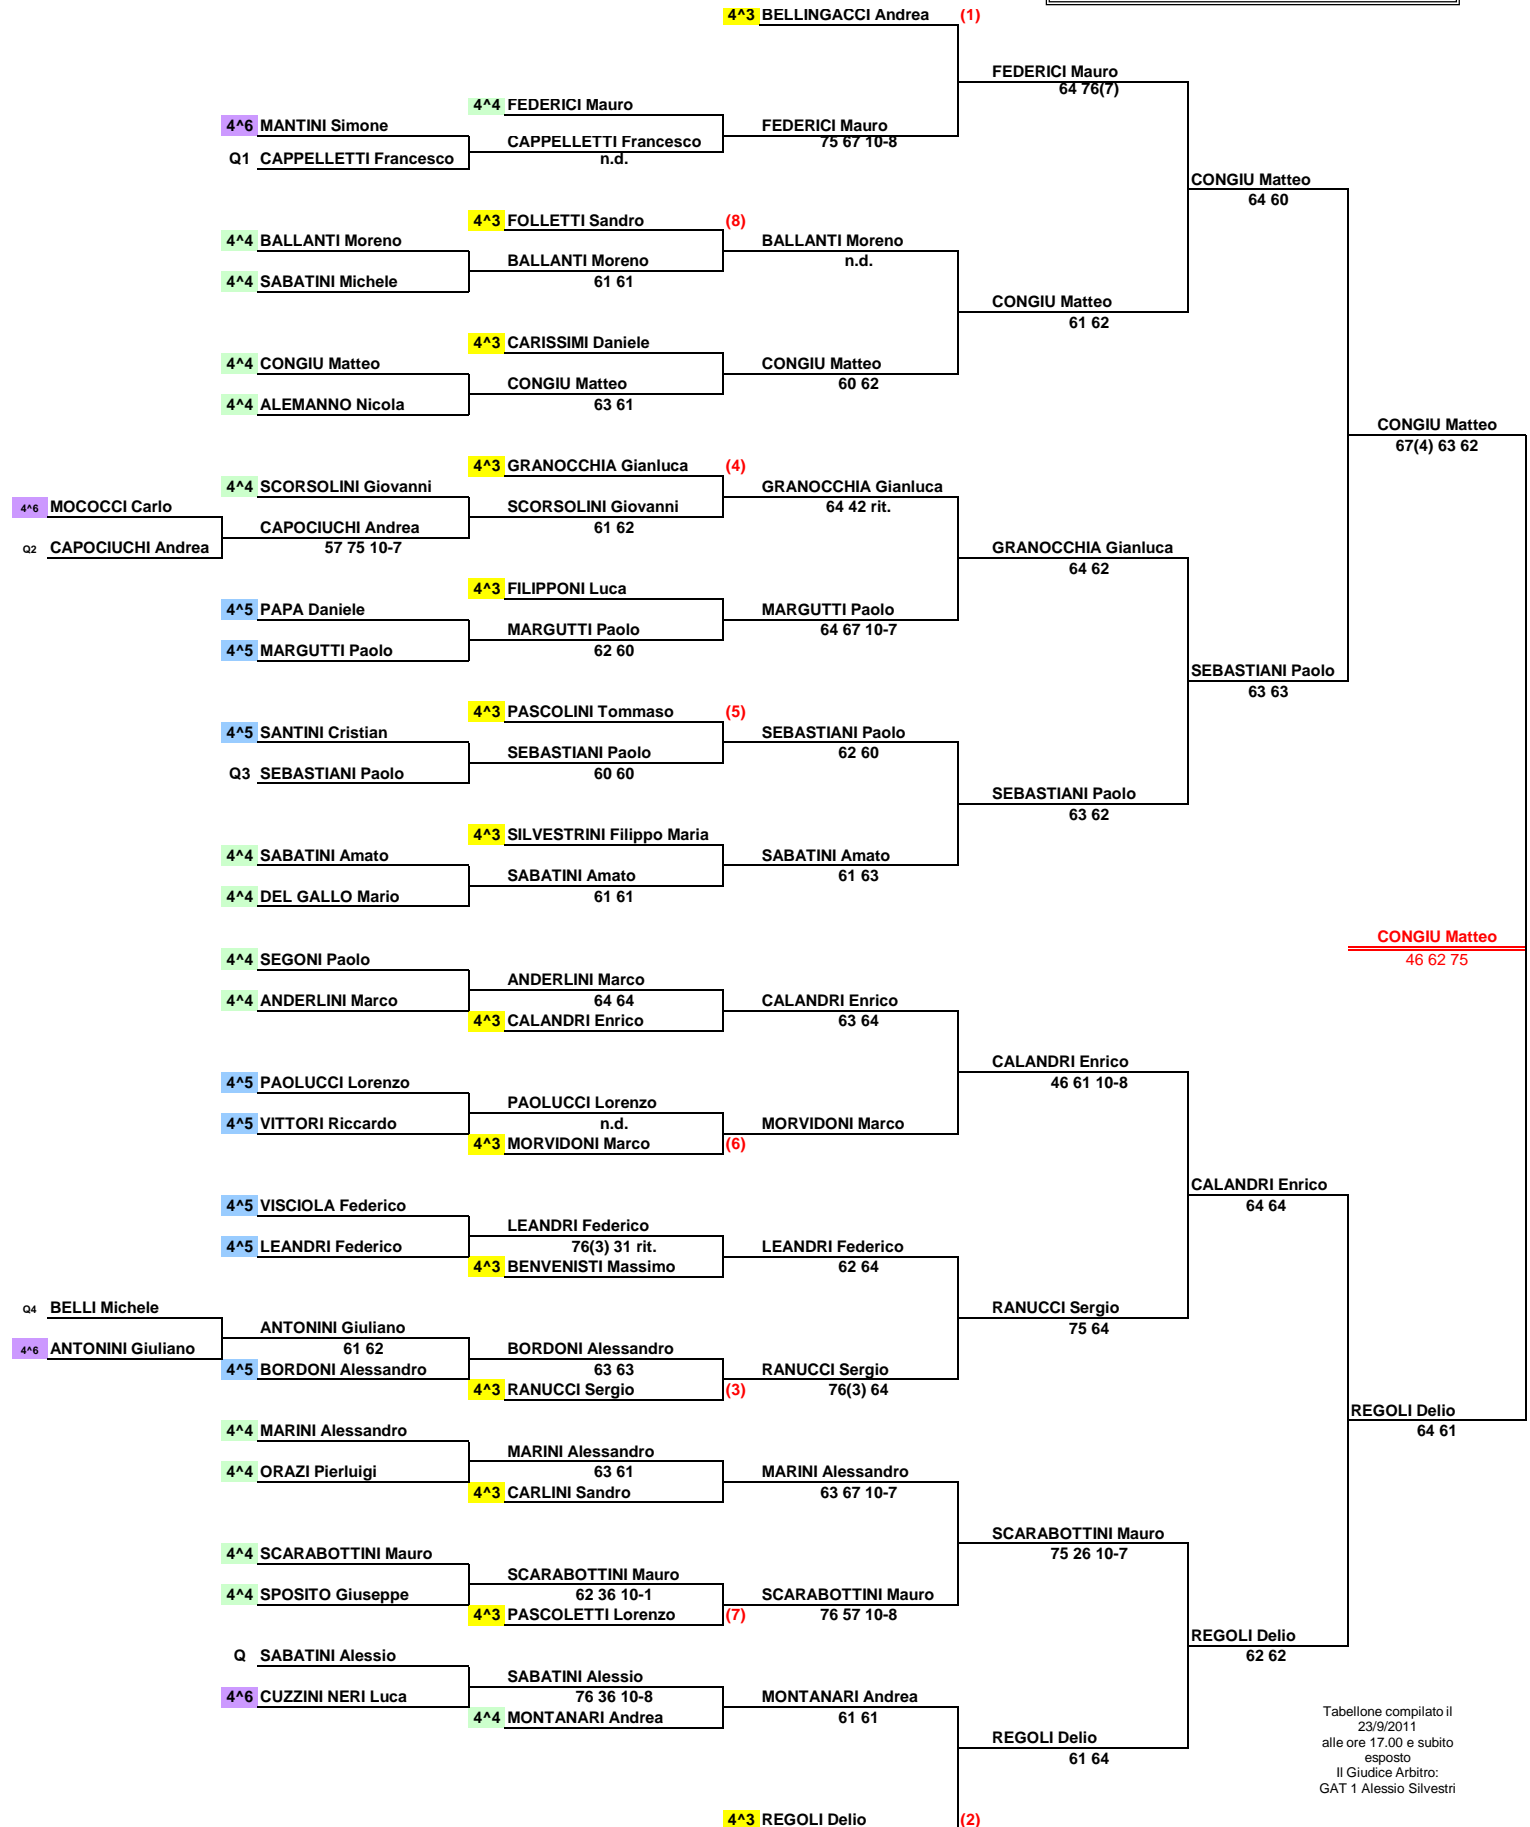 4^3 BELLINGACCI Andrea (1)
FEDERICI Mauro
64 76(7)
4^4 FEDERICI Mauro
4^6 MANTINI Simone
FEDERICI Mauro
75 67 10-8
CAPPELLETTI Francesco
n.d.
Q1 CAPPELLETTI Francesco
CONGIU Matteo
64 60
4^3 FOLLETTI Sandro (8)
4^4 BALLANTI Moreno
BALLANTI Moreno
n.d.
BALLANTI Moreno
61 61
4^4 SABATINI Michele
CONGIU Matteo
61 62
4^3 CARISSIMI Daniele
4^4 CONGIU Matteo
CONGIU Matteo
60 62
CONGIU Matteo
63 61
4^4 ALEMANNO Nicola
CONGIU Matteo
67(4) 63 62
4^3 GRANOCCHIA Gianluca (4)
4^4 SCORSOLINI Giovanni
GRANOCCHIA Gianluca
64 42 rit.
4^6 MOCOCCI Carlo
SCORSOLINI Giovanni
61 62
CAPOCIUCHI Andrea
57 75 10-7
Q2 CAPOCIUCHI Andrea
GRANOCCHIA Gianluca
64 62
4^3 FILIPPONI Luca
4^5 PAPA Daniele
MARGUTTI Paolo
64 67 10-7
MARGUTTI Paolo
62 60
4^5 MARGUTTI Paolo
SEBASTIANI Paolo
63 63
4^3 PASCOLINI Tommaso (5)
4^5 SANTINI Cristian
SEBASTIANI Paolo
62 60
SEBASTIANI Paolo
60 60
Q3 SEBASTIANI Paolo
SEBASTIANI Paolo
63 62
4^3 SILVESTRINI Filippo Maria
4^4 SABATINI Amato
SABATINI Amato
61 63
SABATINI Amato
61 61
4^4 DEL GALLO Mario
CONGIU Matteo
46 62 75
4^4 SEGONI Paolo
ANDERLINI Marco
64 64
4^4 ANDERLINI Marco
CALANDRI Enrico
63 64
4^3 CALANDRI Enrico
CALANDRI Enrico
46 61 10-8
4^5 PAOLUCCI Lorenzo
PAOLUCCI Lorenzo
n.d.
4^5 VITTORI Riccardo
MORVIDONI Marco
4^3 MORVIDONI Marco (6)
CALANDRI Enrico
64 64
4^5 VISCIOLA Federico
LEANDRI Federico
76(3) 31 rit.
4^5 LEANDRI Federico
LEANDRI Federico
62 64
4^3 BENVENISTI Massimo
Q4 BELLI Michele
RANUCCI Sergio
75 64
ANTONINI Giuliano
61 62
4^6 ANTONINI Giuliano
BORDONI Alessandro
63 63
4^5 BORDONI Alessandro
RANUCCI Sergio
76(3) 64
4^3 RANUCCI Sergio (3)
REGOLI Delio
64 61
4^4 MARINI Alessandro
MARINI Alessandro
63 61
4^4 ORAZI Pierluigi
MARINI Alessandro
63 67 10-7
4^3 CARLINI Sandro
SCARABOTTINI Mauro
75 26 10-7
4^4 SCARABOTTINI Mauro
SCARABOTTINI Mauro
62 36 10-1
4^4 SPOSITO Giuseppe
SCARABOTTINI Mauro
76 57 10-8
4^3 PASCOLETTI Lorenzo (7)
REGOLI Delio
62 62
Q SABATINI Alessio
SABATINI Alessio
76 36 10-8
4^6 CUZZINI NERI Luca
MONTANARI Andrea
61 61
4^4 MONTANARI Andrea
REGOLI Delio
61 64
Tabellone compilato il
23/9/2011
alle ore 17.00 e subito
esposto
Il Giudice Arbitro:
GAT 1 Alessio Silvestri
4^3 REGOLI Delio (2)